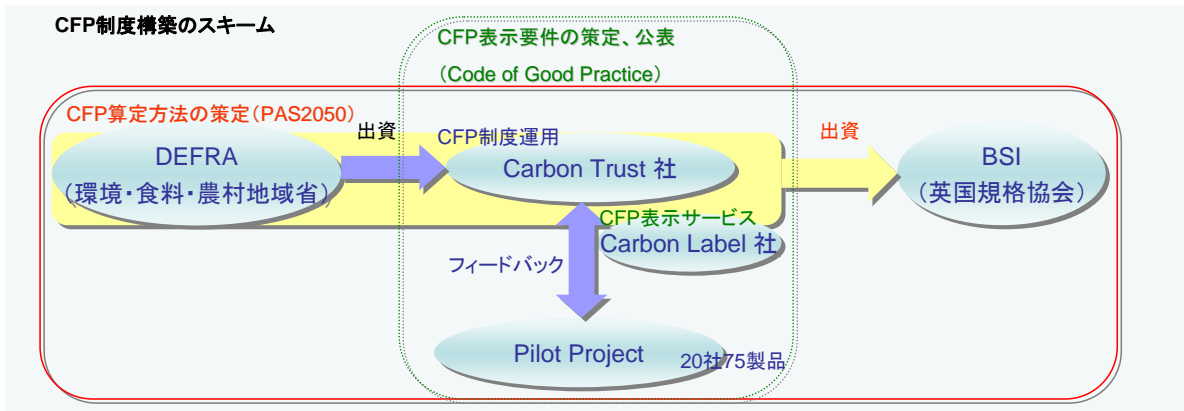 CFP制度構築のスキーム
CFP表示要件の策定、公表
(Code of Good Practice)
CFP算定方法の策定(PAS2050)
出資
CFP制度運用
出資
DEFRA
(環境・食料・農村地域省)
Carbon Trust 社
BSI
(英国規格協会)
CFP表示サービス
Carbon Label 社
フィードバック
Pilot Project
20社75製品